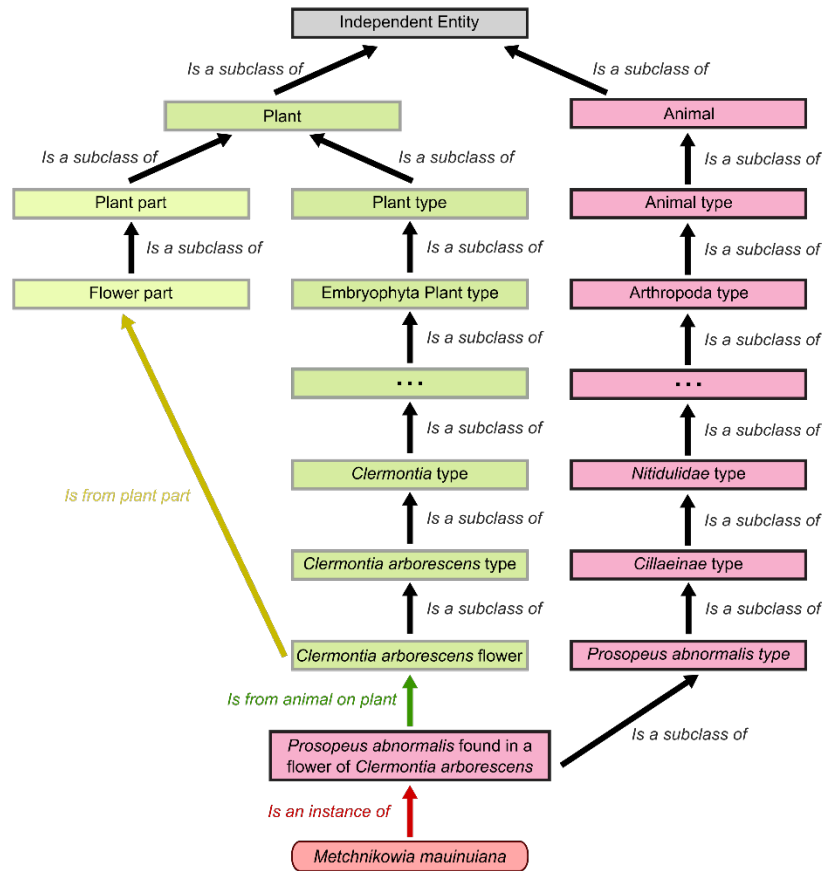 Independent Entity
Is a subclass of
Is a subclass of
Plant
Animal
Is a subclass of
Is a subclass of
Is a subclass of
Plant part
Plant type
Animal type
Is a subclass of
Is a subclass of
Is a subclass of
Flower part
Embryophyta Plant type
Arthropoda type
Is a subclass of
Is a subclass of
...
...
Is a subclass of
Is a subclass of
Clermontia type
Nitidulidae type
Is from plant part
Is a subclass of
Is a subclass of
Clermontia arborescens type
Cillaeinae type
Is a subclass of
Is a subclass of
Clermontia arborescens flower
Prosopeus abnormalis type
Is from animal on plant
Is a subclass of
Prosopeus abnormalis found in a
flower of Clermontia arborescens
Is an instance of
Metchnikowia mauinuiana